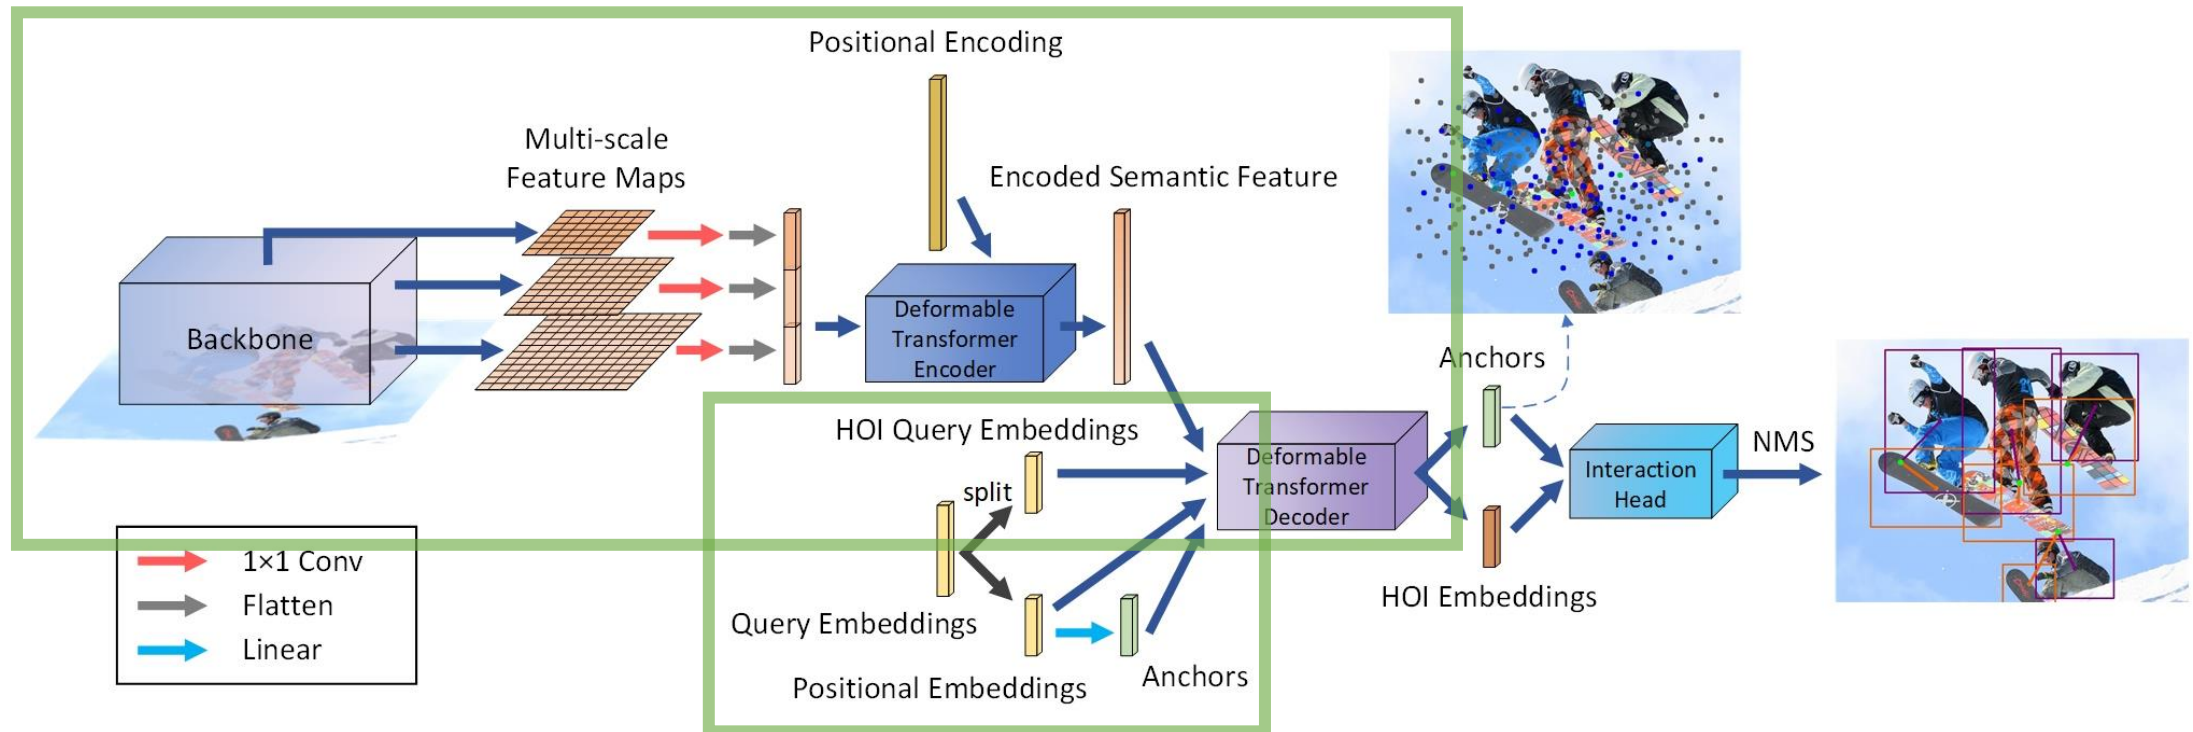 Positional Encoding
Multi-scale
Feature Maps
Encoded Semantic Feature
Backbone
Deformable
Transformer
Encoder
Anchors
HOI Query Embeddings
split
Deformable
Transformer
Decoder
Interaction
Head
NMS
1×1 Conv
Flatten
Linear
Query Embeddings
HOI Embeddings
Positional Embeddings
Anchors